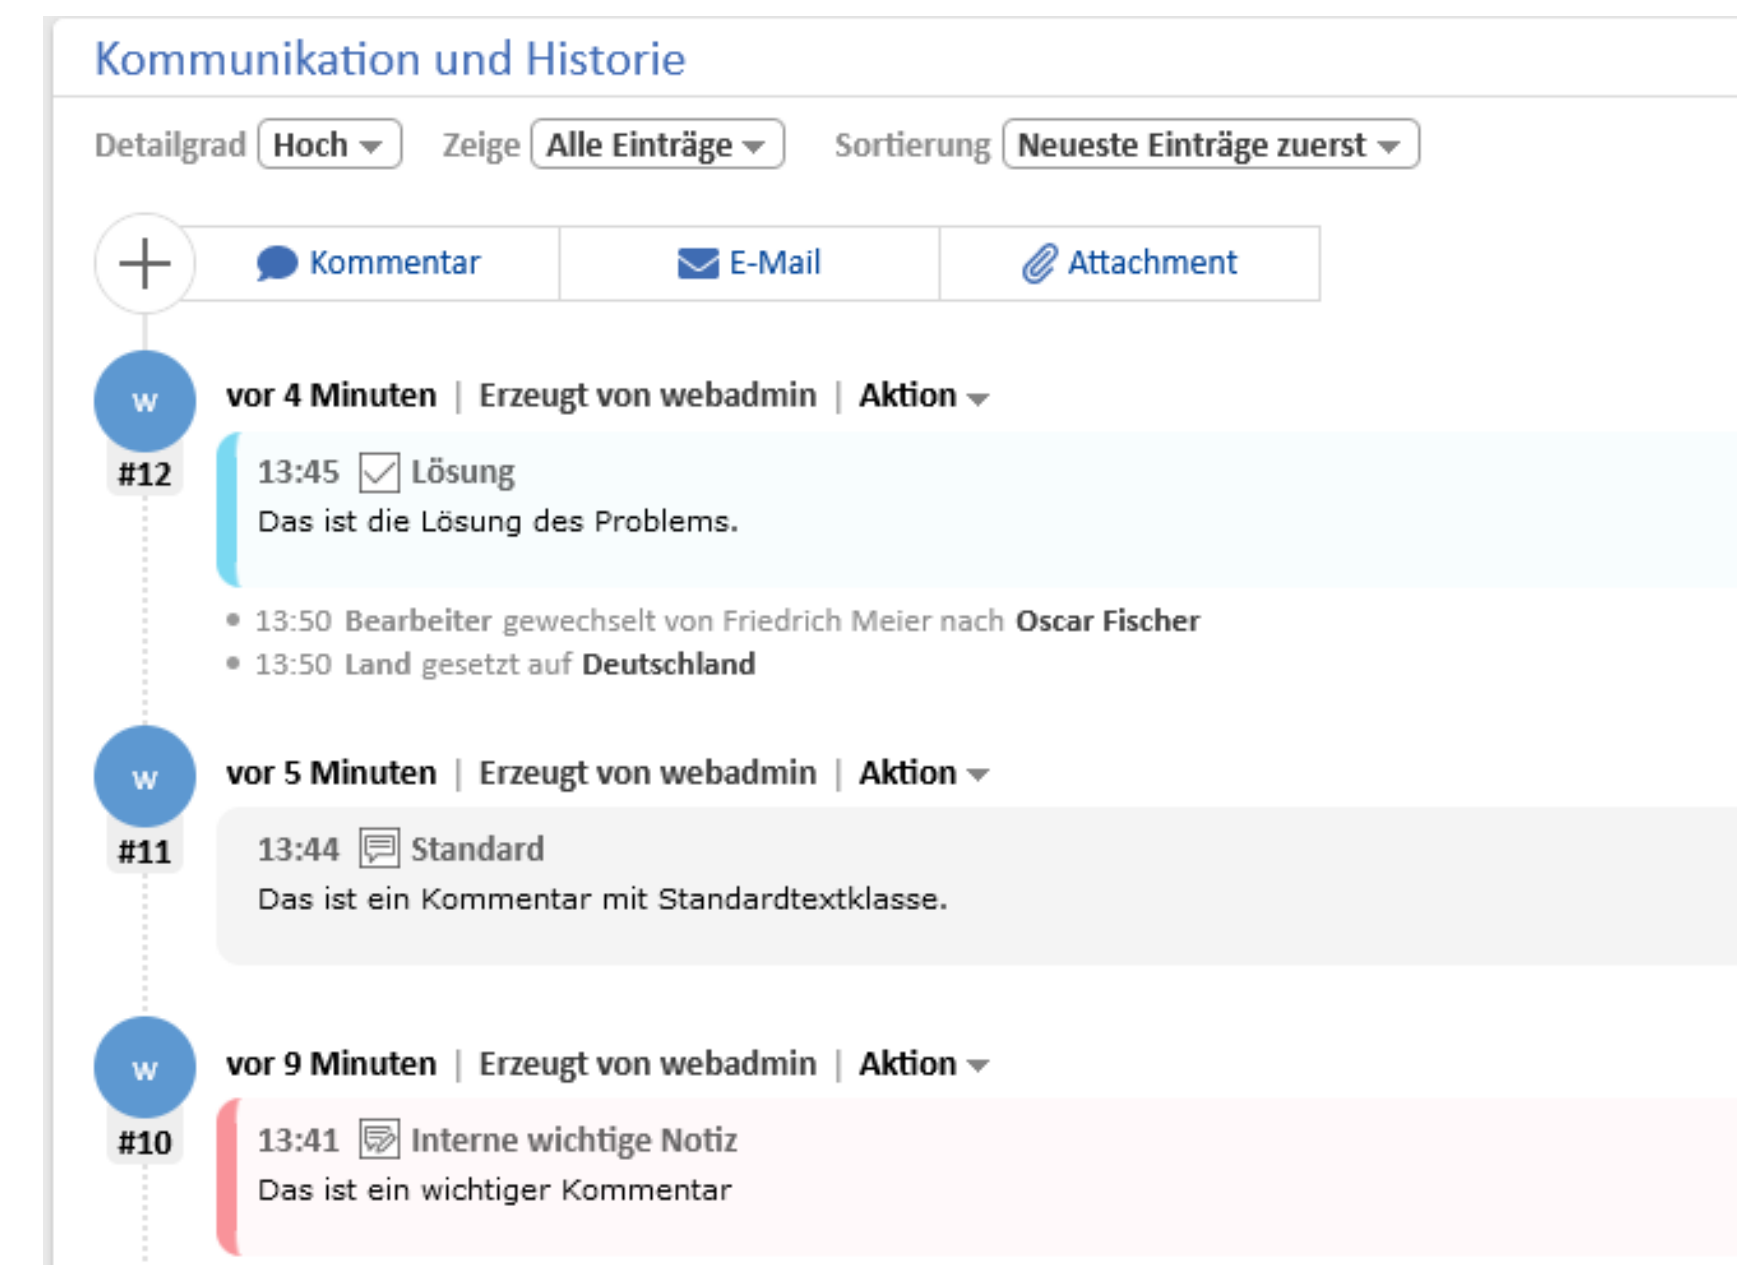 Kommunikation und Historie
Detailgrad Hoch Zeige Alle Einträge Sortierung Neueste Einträge zuerst
Kommentar E-Mail Attachment
w vor 4 Minuten | Erzeugt von webadmin | Aktion
#12 13:45 Lösung
Das ist die Lösung des Problems.
• 13:50 Bearbeiter gewechselt von Friedrich Meier nach Oscar Fischer
• 13:50 Land gesetzt auf Deutschland
w vor 5 Minuten | Erzeugt von webadmin | Aktion
#11 13:44 Standard
Das ist ein Kommentar mit Standardtextklasse.
w vor 9 Minuten | Erzeugt von webadmin | Aktion
#10 13:41 Interne wichtige Notiz
Das ist ein wichtiger Kommentar